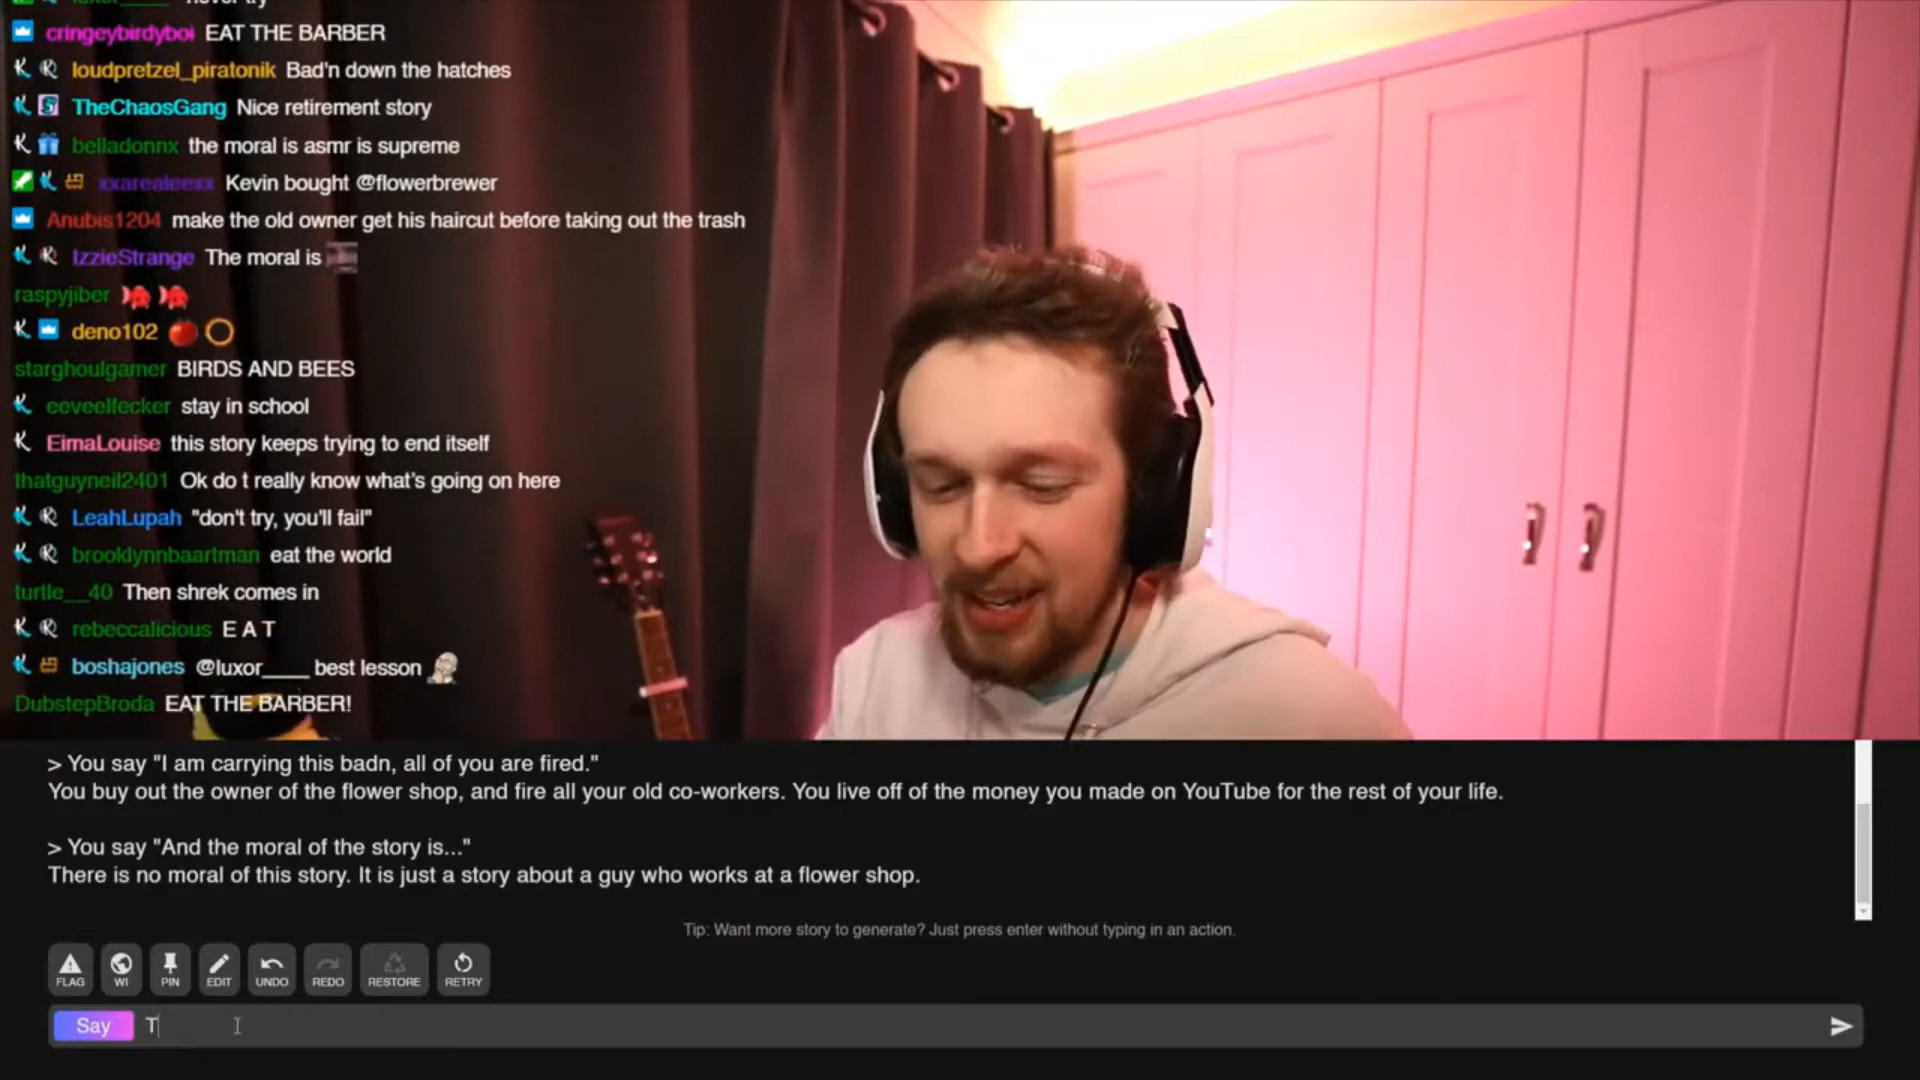 never try
cringeybirdyboi EAT THE BARBER
loudpretzel_piratonik Bad'n down the hatches
TheChaosGang Nice retirement story
belladonnx the moral is asmr is supreme
xxarealeexx Kevin bought @flowerbrewer
Anubis1204 make the old owner get his haircut before taking out the trash
IzzieStrange The moral is
raspyjiber
deno102
starghoulgamer BIRDS AND BEES
eeveelfecker stay in school
EimaLouise this story keeps trying to end itself
thatguyneil2401 Ok do t really know what's going on here
LeahLupah "don't try, you'll fail"
brooklynnbaartman eat the world
turtle__40 Then shrek comes in
rebeccalicious E A T
boshajones @luxor____ best lesson
DubstepBroda EAT THE BARBER!
> You say "I am carrying this badn, all of you are fired."
You buy out the owner of the flower shop, and fire all your old co-workers. You live off of the money you made on YouTube for the rest of your life.
> You say "And the moral of the story is..."
There is no moral of this story. It is just a story about a guy who works at a flower shop.
Tip: Want more story to generate? Just press enter without typing in an action.
FLAG WI PIN EDIT UNDO REDO RESTORE RETRY
Say T